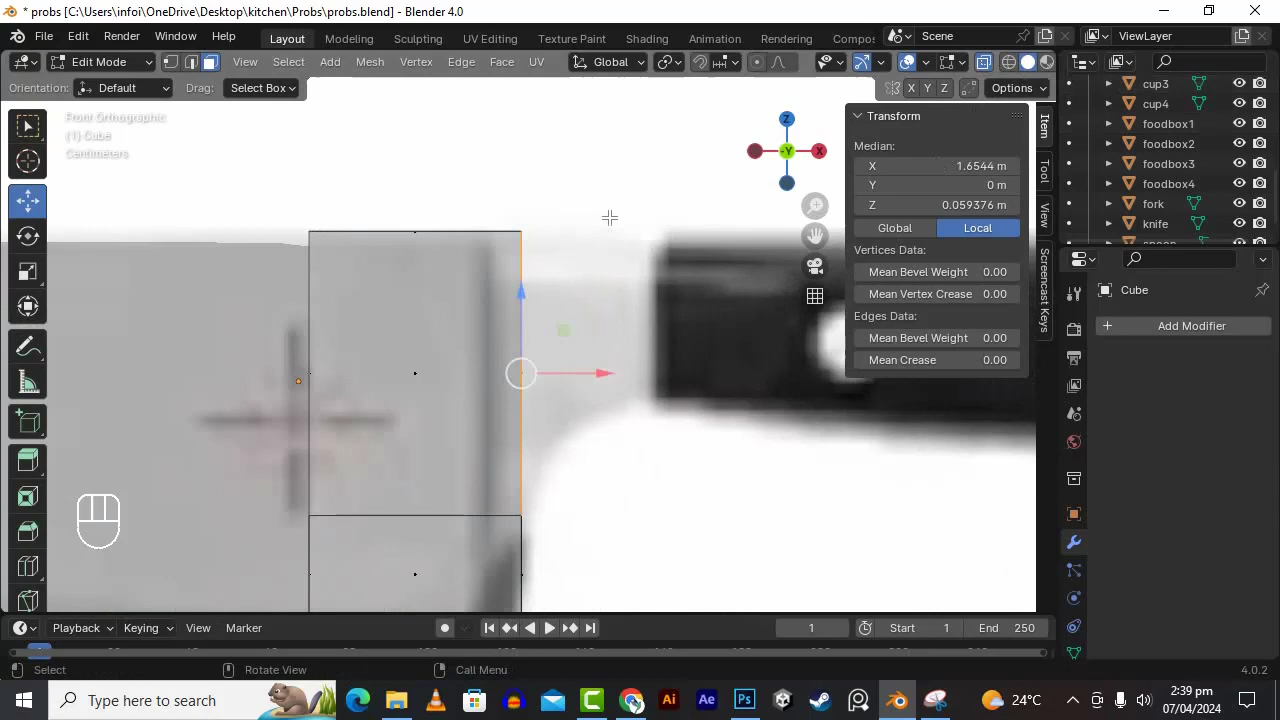 * probs [C:\Users\infoi\OneDrive\Desktop\kitchen\Probs\probs.blend] - Blender 4.0
File Edit Render Window Help Layout Modeling Sculpting UV Editing Texture Paint Shading Animation Rendering Compos Scene ViewLayer
Edit Mode View Select Add Mesh Vertex Edge Face UV Global
Orientation: Default Drag: Select Box X Y Z Options
Front Orthographic
(1) Cube
Centimeters
Z
-Y
X
Transform
Median:
X 1.6544 m
Y 0 m
Z 0.059376 m
Global Local
Vertices Data:
Mean Bevel Weight 0.00
Mean Vertex Crease 0.00
Edges Data:
Mean Bevel Weight 0.00
Mean Crease 0.00
Item
Tool
View
Screencast Keys
cup3
cup4
foodbox1
foodbox2
foodbox3
foodbox4
fork
knife
Cube
+ Add Modifier
Playback Keying View Marker 1 Start 1 End 250
Select Rotate View Call Menu 4.0.2
Type here to search
24°C
2:39 pm
07/04/2024